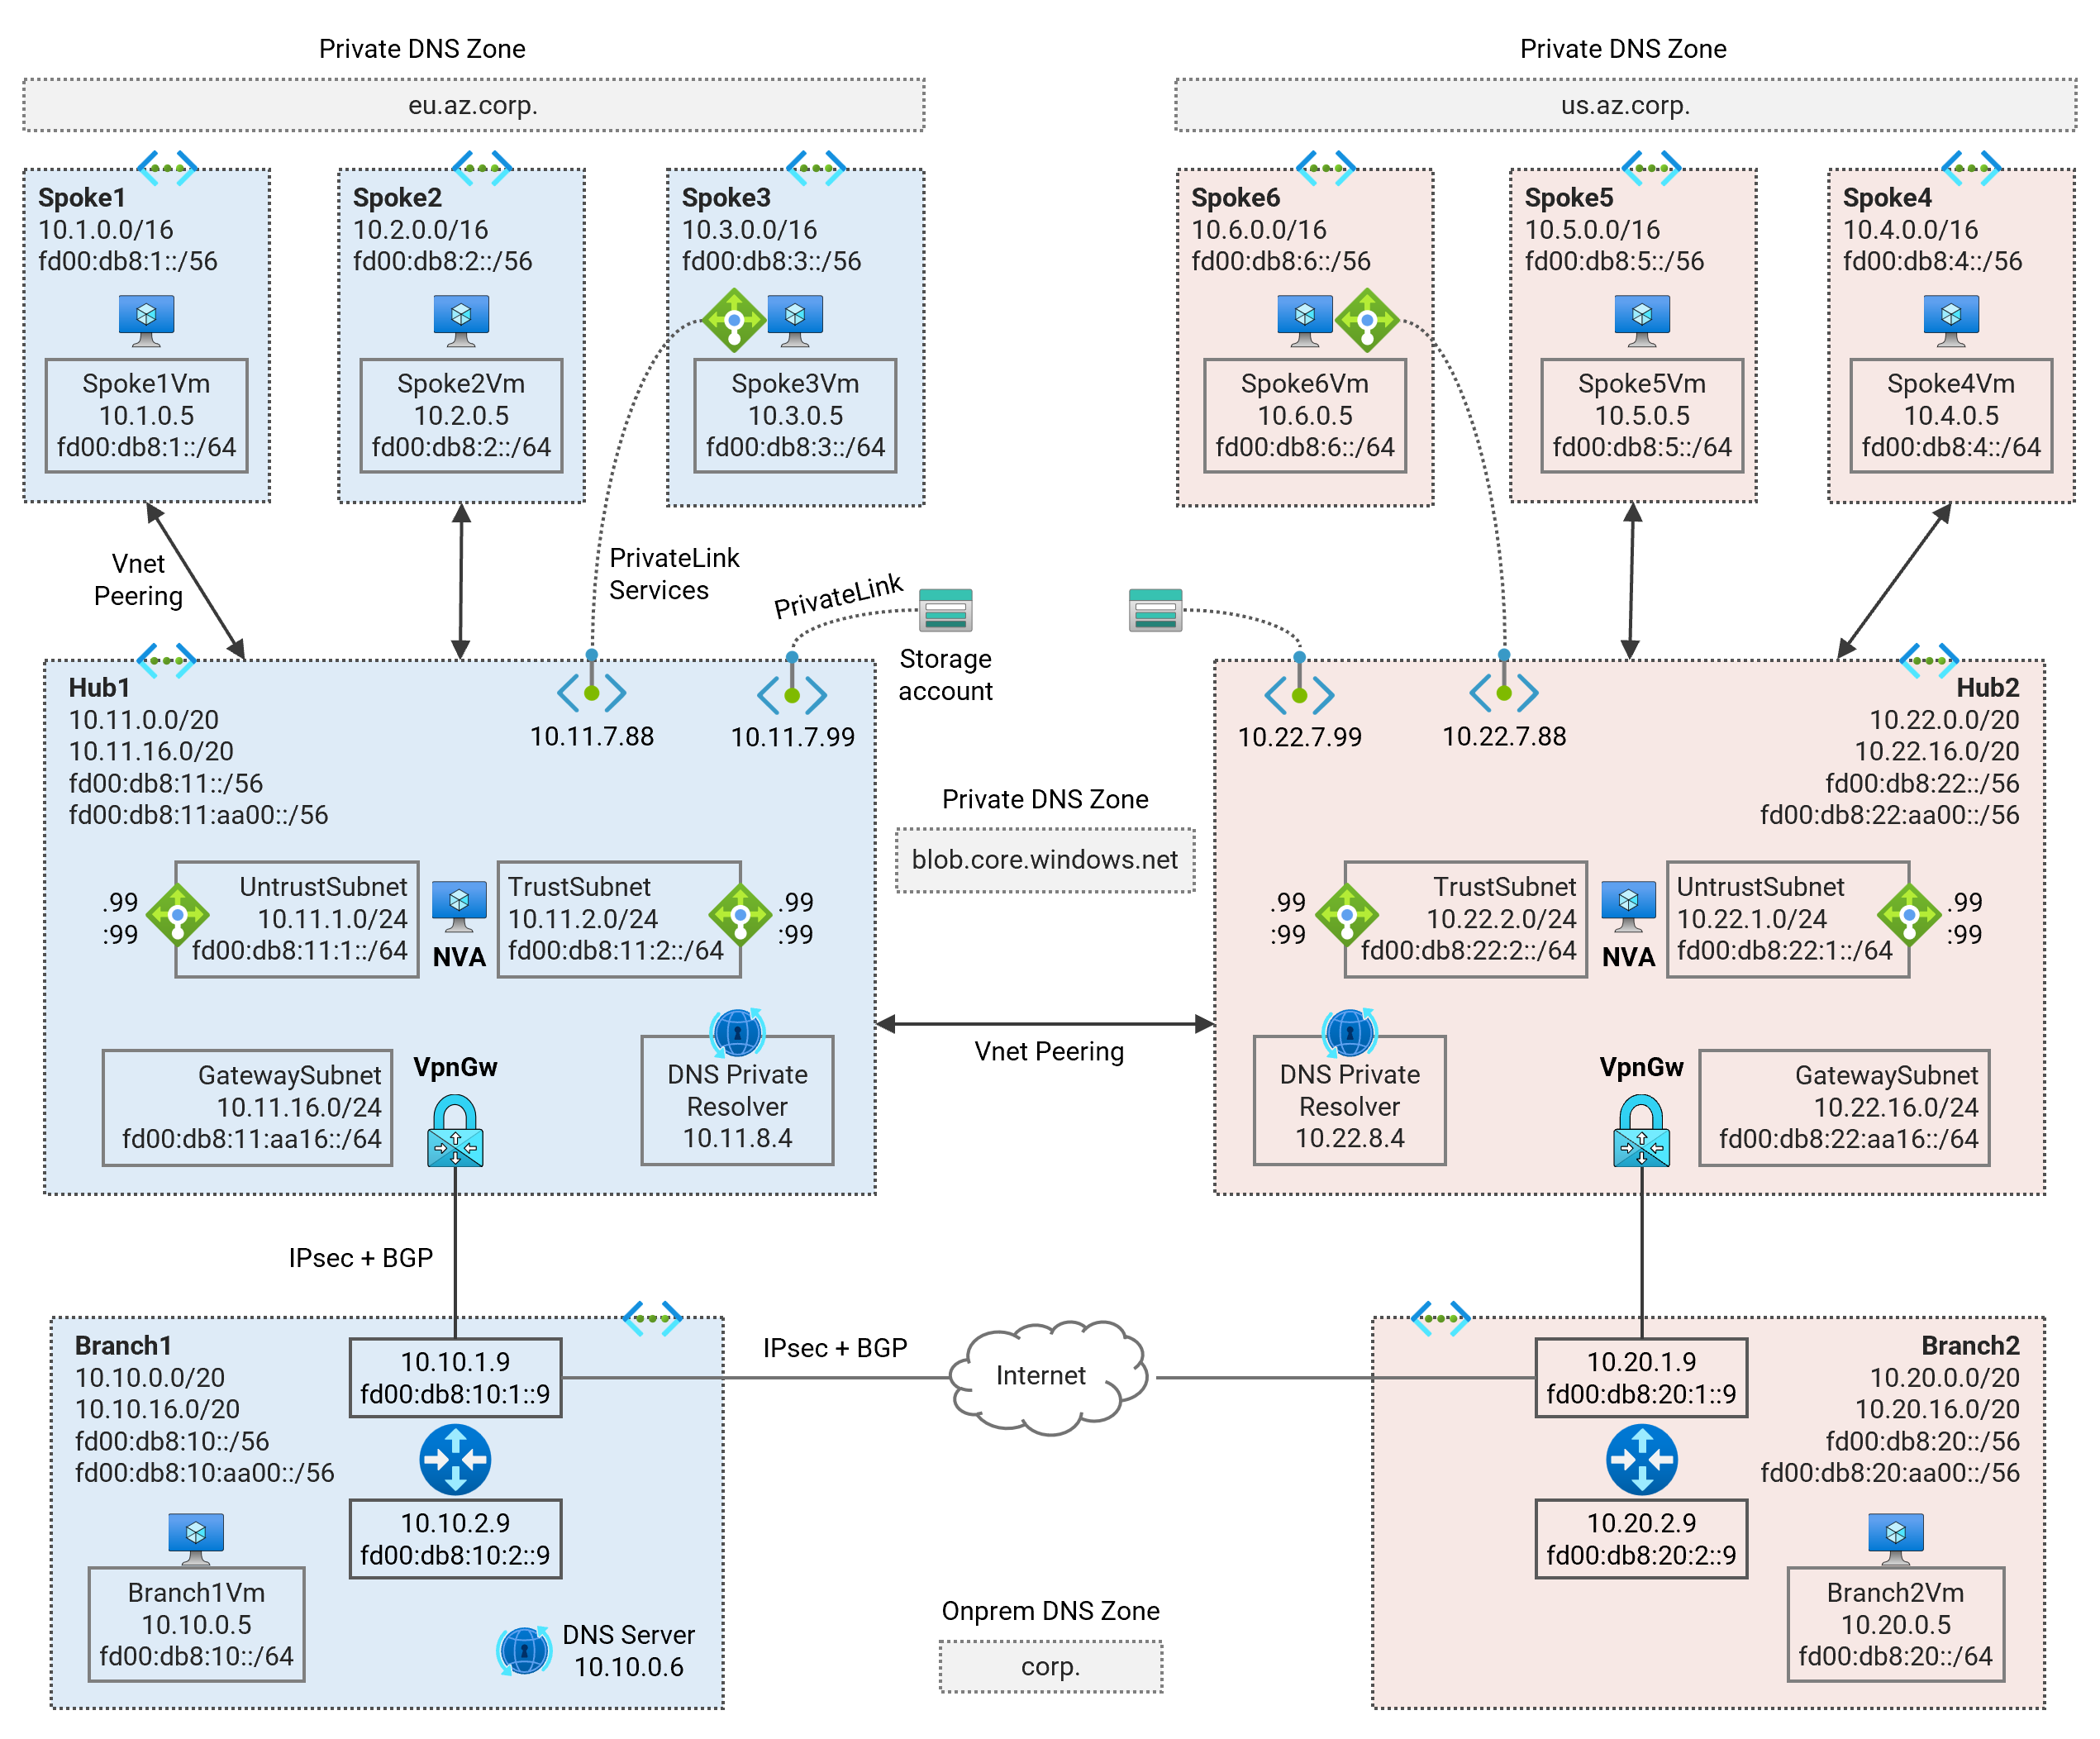 Private DNS Zone
eu.az.corp.
Private DNS Zone
us.az.corp.
Spoke1
10.1.0.0/16
fd00:db8:1::/56
Spoke1Vm
10.1.0.5
fd00:db8:1::/64
Spoke2
10.2.0.0/16
fd00:db8:2::/56
Spoke2Vm
10.2.0.5
fd00:db8:2::/64
Spoke3
10.3.0.0/16
fd00:db8:3::/56
Spoke3Vm
10.3.0.5
fd00:db8:3::/64
Spoke6
10.6.0.0/16
fd00:db8:6::/56
Spoke6Vm
10.6.0.5
fd00:db8:6::/64
Spoke5
10.5.0.0/16
fd00:db8:5::/56
Spoke5Vm
10.5.0.5
fd00:db8:5::/64
Spoke4
10.4.0.0/16
fd00:db8:4::/56
Spoke4Vm
10.4.0.5
fd00:db8:4::/64
Vnet
Peering
PrivateLink
Services
PrivateLink
Storage
account
Hub1
10.11.0.0/20
10.11.16.0/20
fd00:db8:11::/56
fd00:db8:11:aa00::/56
10.11.7.88
10.11.7.99
.99
:99
UntrustSubnet
10.11.1.0/24
fd00:db8:11:1::/64
NVA
TrustSubnet
10.11.2.0/24
fd00:db8:11:2::/64
.99
:99
GatewaySubnet
10.11.16.0/24
fd00:db8:11:aa16::/64
VpnGw
DNS Private
Resolver
10.11.8.4
Private DNS Zone
blob.core.windows.net
Vnet Peering
10.22.7.99
10.22.7.88
Hub2
10.22.0.0/20
10.22.16.0/20
fd00:db8:22::/56
fd00:db8:22:aa00::/56
.99
:99
TrustSubnet
10.22.2.0/24
fd00:db8:22:2::/64
NVA
UntrustSubnet
10.22.1.0/24
fd00:db8:22:1::/64
.99
:99
DNS Private
Resolver
10.22.8.4
VpnGw
GatewaySubnet
10.22.16.0/24
fd00:db8:22:aa16::/64
IPsec + BGP
Branch1
10.10.0.0/20
10.10.16.0/20
fd00:db8:10::/56
fd00:db8:10:aa00::/56
10.10.1.9
fd00:db8:10:1::9
10.10.2.9
fd00:db8:10:2::9
Branch1Vm
10.10.0.5
fd00:db8:10::/64
DNS Server
10.10.0.6
IPsec + BGP
Internet
Onprem DNS Zone
corp.
10.20.1.9
fd00:db8:20:1::9
10.20.2.9
fd00:db8:20:2::9
Branch2
10.20.0.0/20
10.20.16.0/20
fd00:db8:20::/56
fd00:db8:20:aa00::/56
Branch2Vm
10.20.0.5
fd00:db8:20::/64